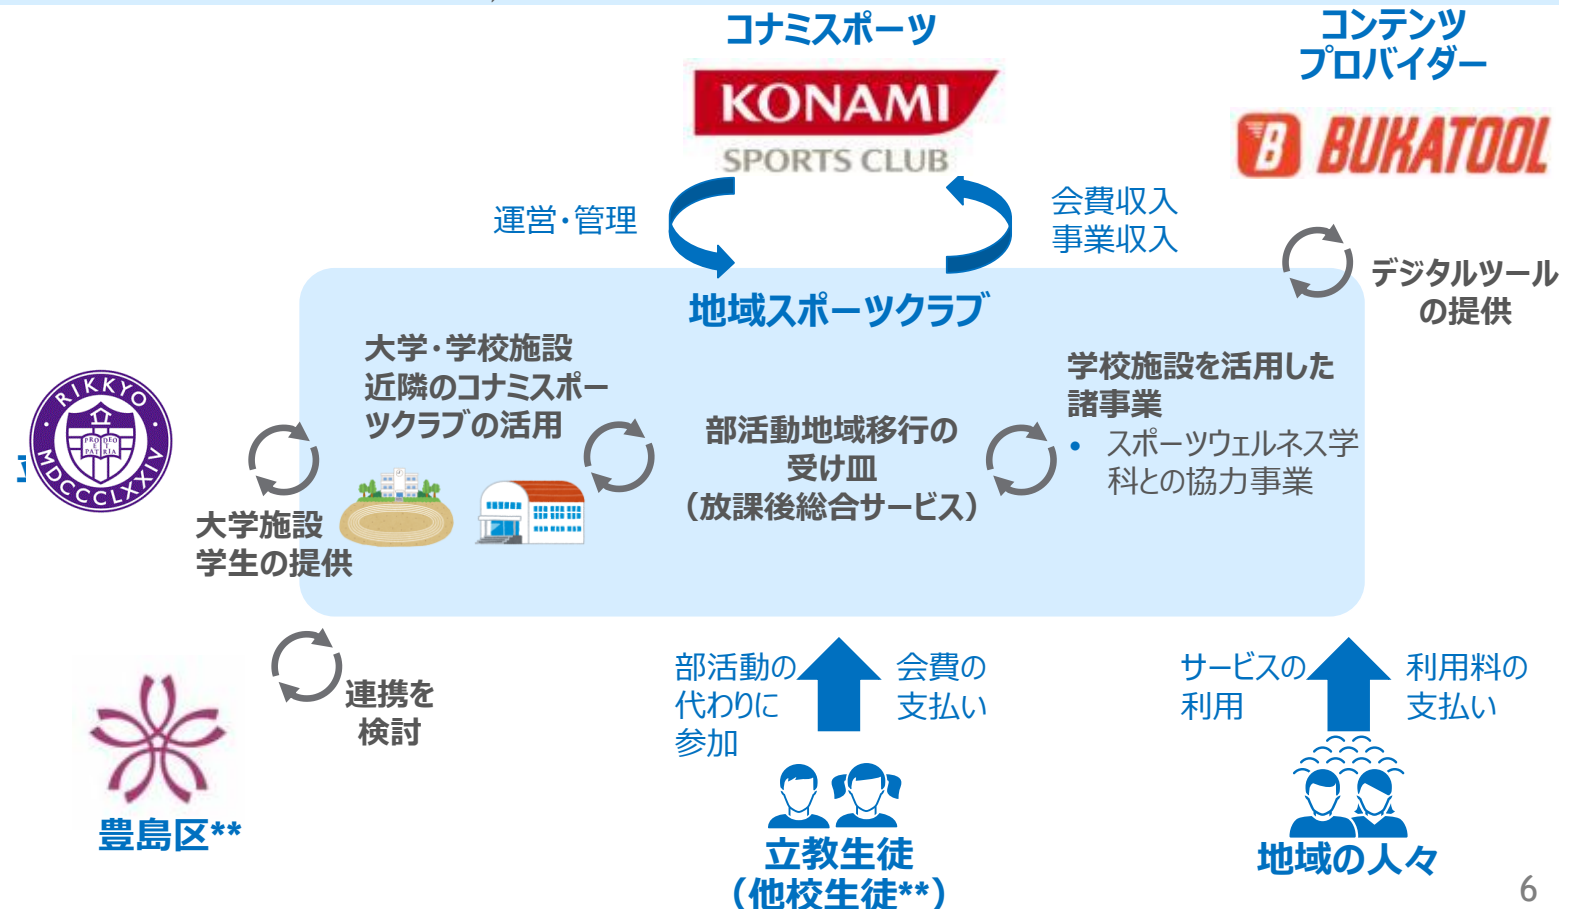 コナミスポーツ
KONAMI
SPORTS CLUB
コンテンツ
プロバイダー
B BUKATOOL
運営・管理
会費収入
事業収入
デジタルツール
の提供
地域スポーツクラブ
大学・学校施設
近隣のコナミスポー
ツクラブの活用
部活動地域移行の
受け皿
（放課後総合サービス）
学校施設を活用した
諸事業
• スポーツウェルネス学
科との協力事業
RIKKYO
PRO DEO
ET
PATRIA
MDCCCLXXIV
大学施設
学生の提供
連携を
検討
豊島区**
部活動の
代わりに
参加
会費の
支払い
立教生徒
（他校生徒**）
サービスの
利用
利用料の
支払い
地域の人々
6